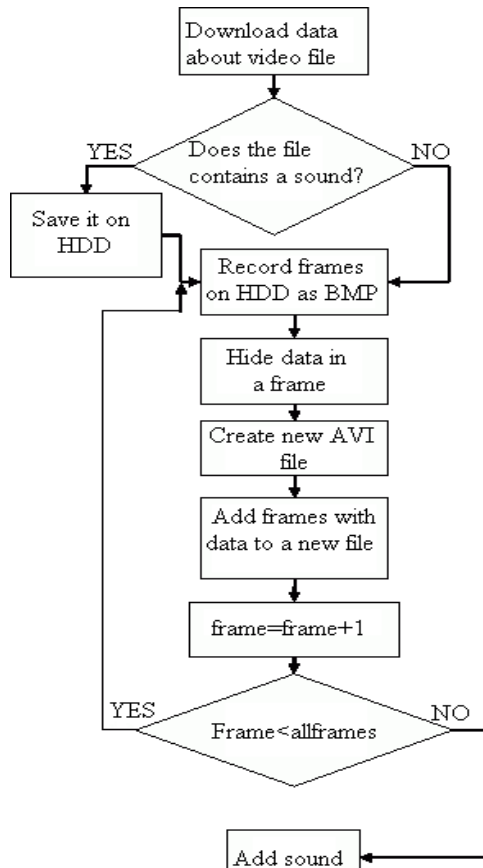 Download data
about video file
YES
NO
Does the file
contains a sound?
Save it on
HDD
Record frames
on HDD as BMP
Hide data in
a frame
Create new AVI
file
Add frames with
data to a new file
frame=frame+1
YES
NO
Frame<allframes
Add sound